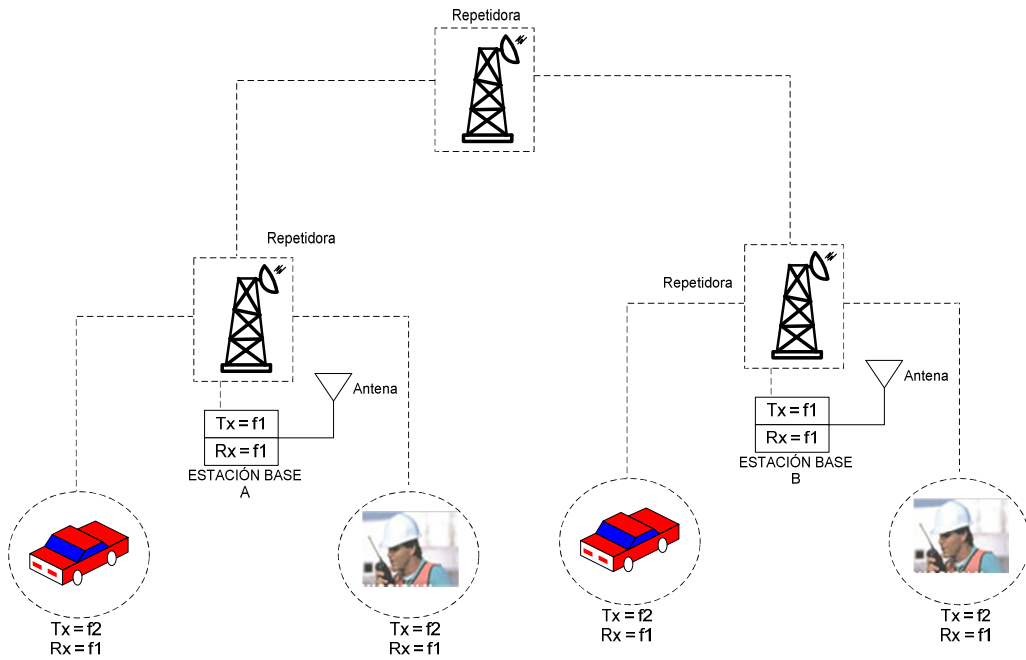 Repetidora
Repetidora
Repetidora
Antena
Tx = f1
Rx = f1
ESTACIÓN BASE
A
Antena
Tx = f1
Rx = f1
ESTACIÓN BASE
B
Tx = f2
Rx = f1
Tx = f2
Rx = f1
Tx = f2
Rx = f1
Tx = f2
Rx = f1